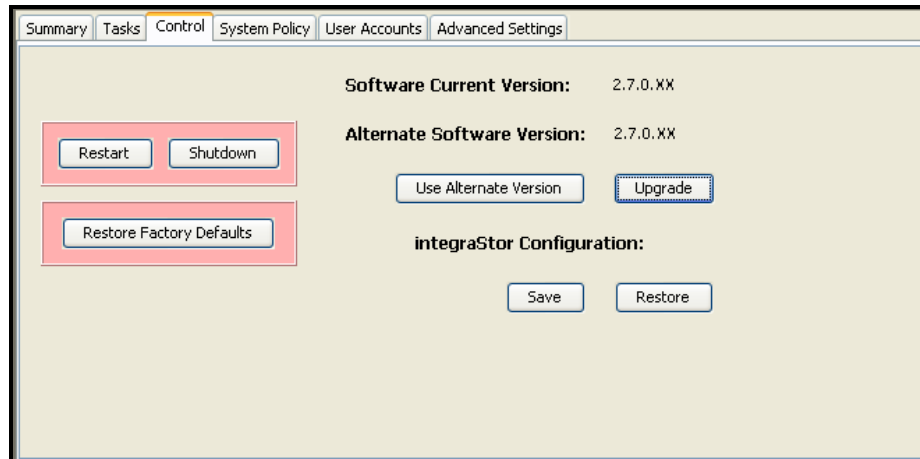 Summary Tasks Control System Policy User Accounts Advanced Settings
Software Current Version: 2.7.0.XX
Alternate Software Version: 2.7.0.XX
Restart Shutdown
Use Alternate Version Upgrade
Restore Factory Defaults
integraStor Configuration:
Save Restore